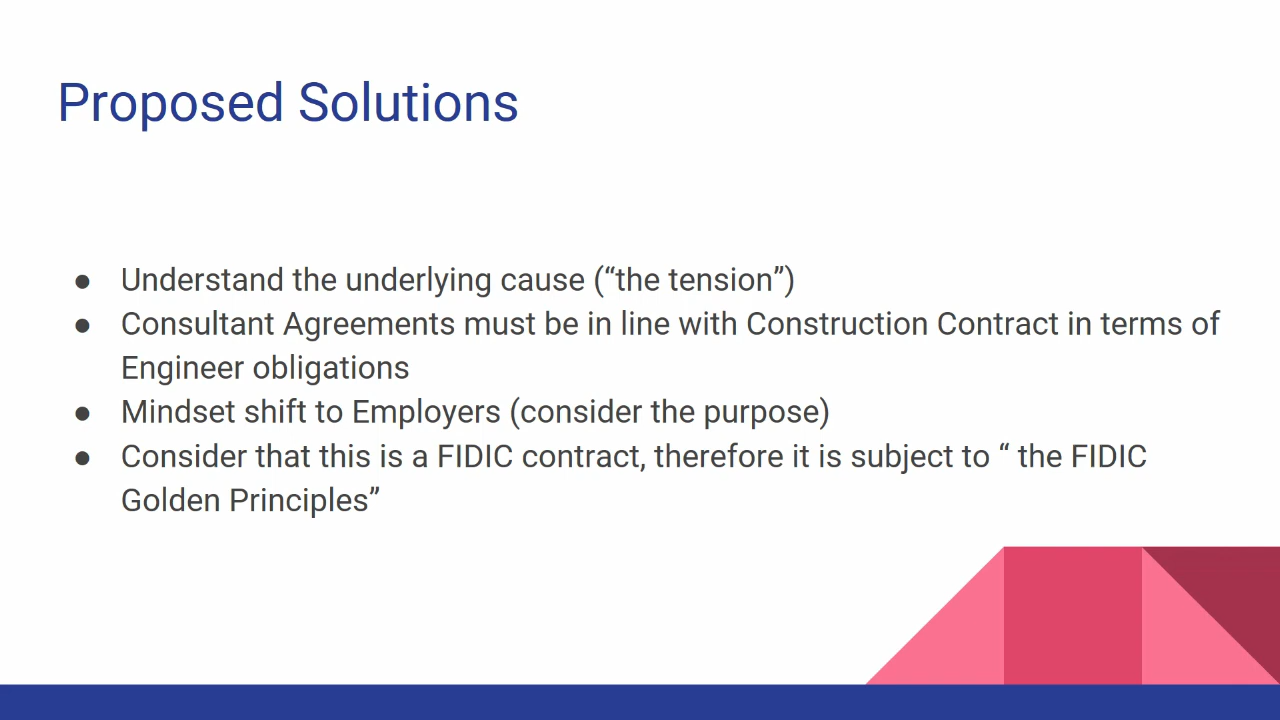 Proposed Solutions
● Understand the underlying cause (“the tension”)
● Consultant Agreements must be in line with Construction Contract in terms of
Engineer obligations
● Mindset shift to Employers (consider the purpose)
● Consider that this is a FIDIC contract, therefore it is subject to “ the FIDIC
Golden Principles”